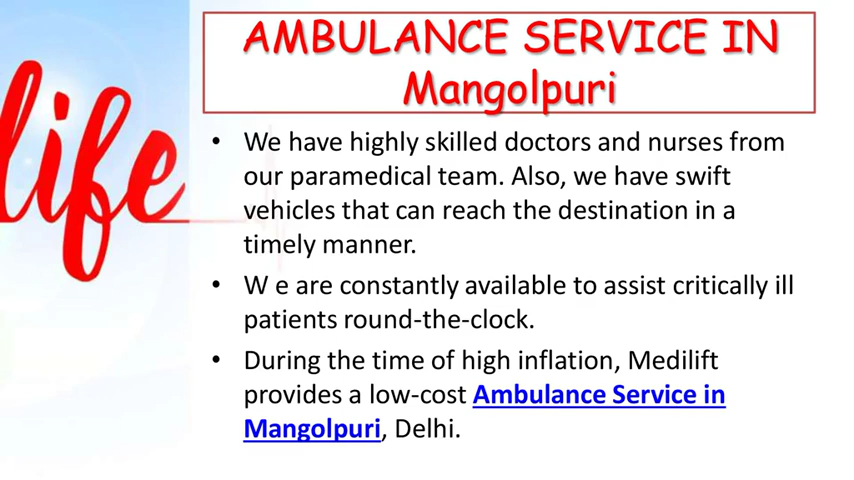 AMBULANCE SERVICE IN
Mangolpuri
life
• We have highly skilled doctors and nurses from
our paramedical team. Also, we have swift
vehicles that can reach the destination in a
timely manner.
• W e are constantly available to assist critically ill
patients round-the-clock.
• During the time of high inflation, Medilift
provides a low-cost Ambulance Service in
Mangolpuri, Delhi.